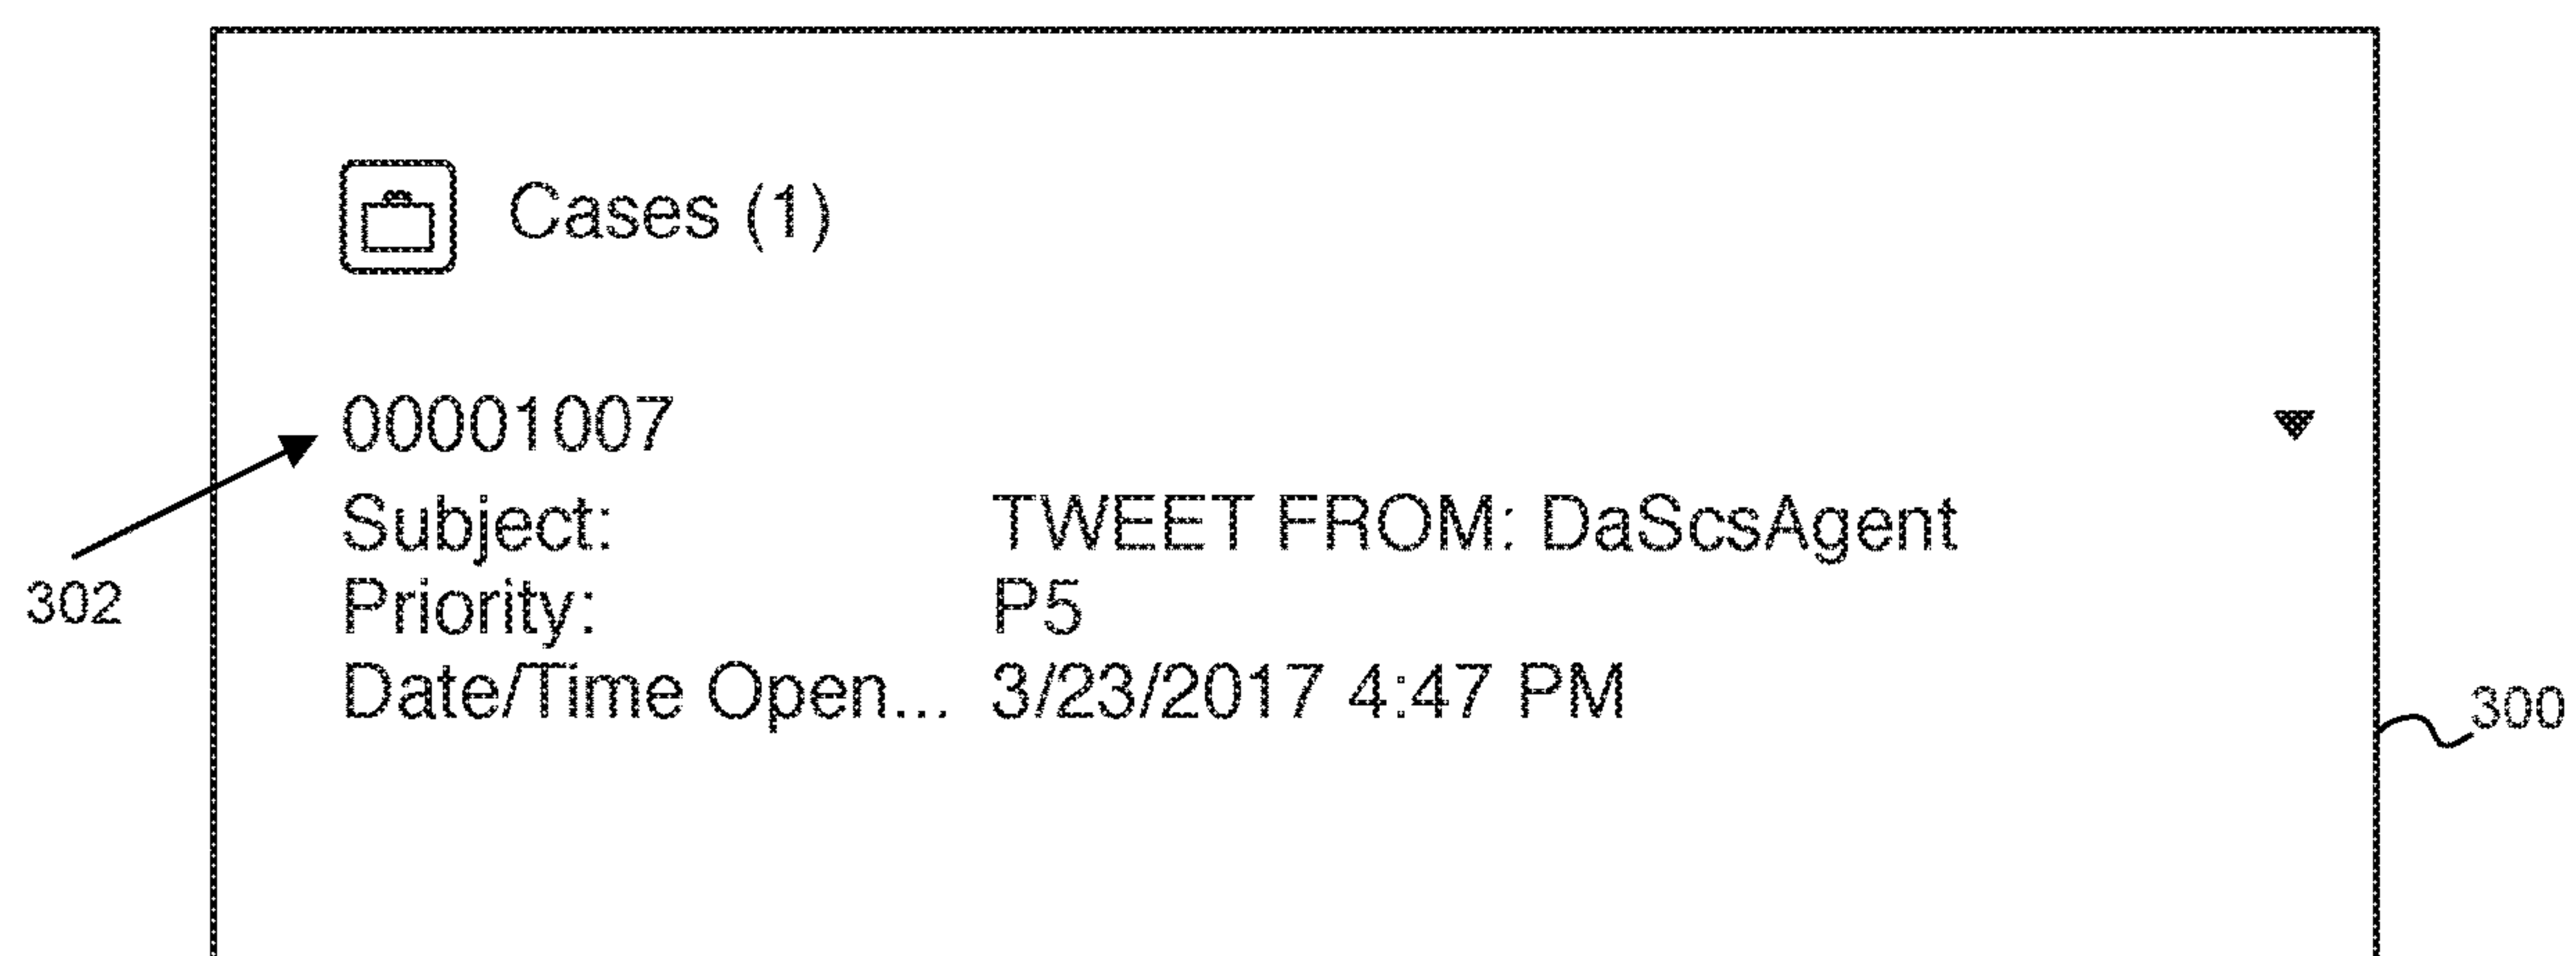 Cases (1)
00001007
Subject: TWEET FROM: DaScsAgent
302
Priority: P5
Date/Time Open... 3/23/2017 4:47 PM
300